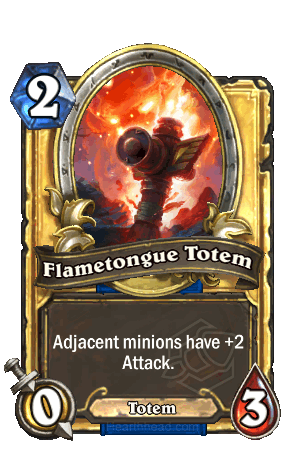 2
Flametongue Totem
Adjacent minions have +2
Attack.
0
Totem
3
Hearthhead.com